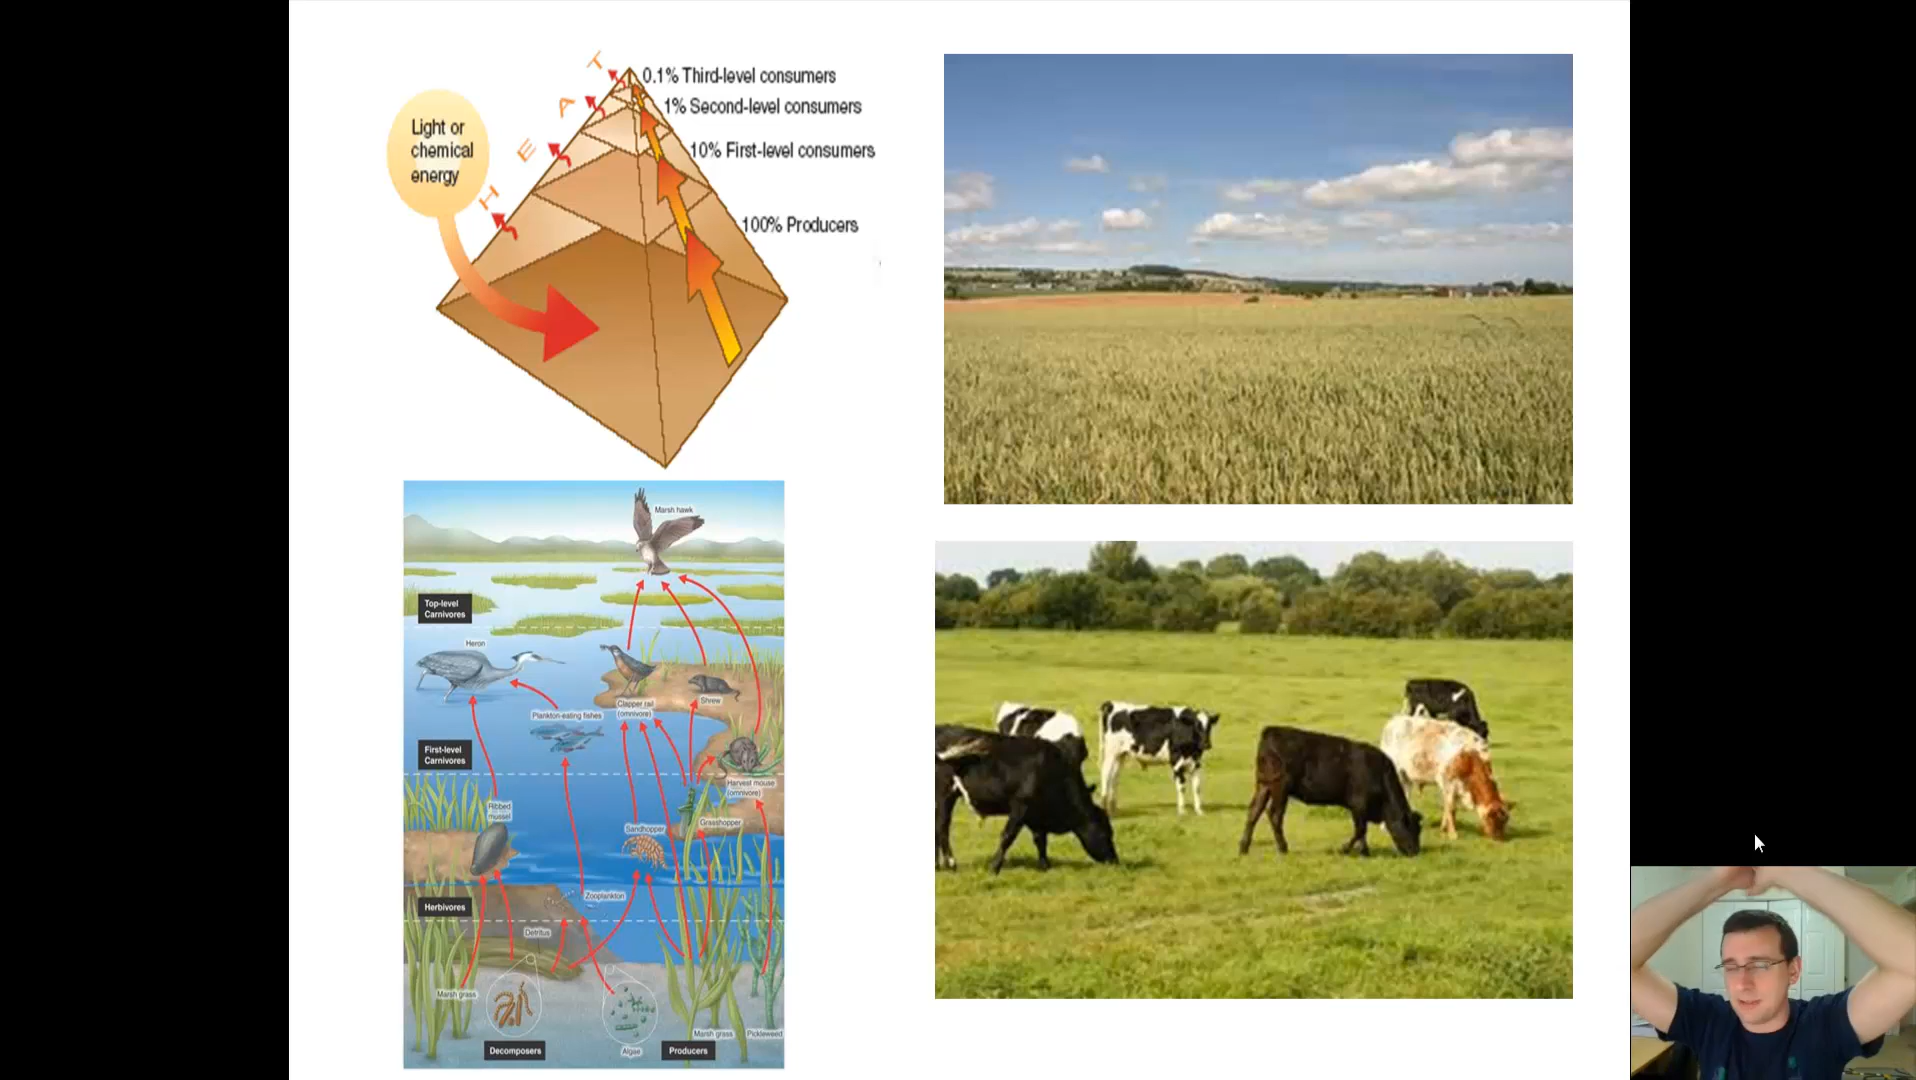 T
0.1% Third-level consumers
A
1% Second-level consumers
Light or
chemical
energy
E
10% First-level consumers
H
100% Producers
Marsh hawk
Top-level
Carnivores
Heron
Clapper rail
(omnivore)
Shrew
Plankton-eating fishes
First-level
Carnivores
Harvest mouse
(omnivore)
Ribbed
mussel
Grasshopper
Sandhopper
Zooplankton
Herbivores
Detritus
Marsh grass
Marsh grass
Pickleweed
Decomposers
Algae
Producers